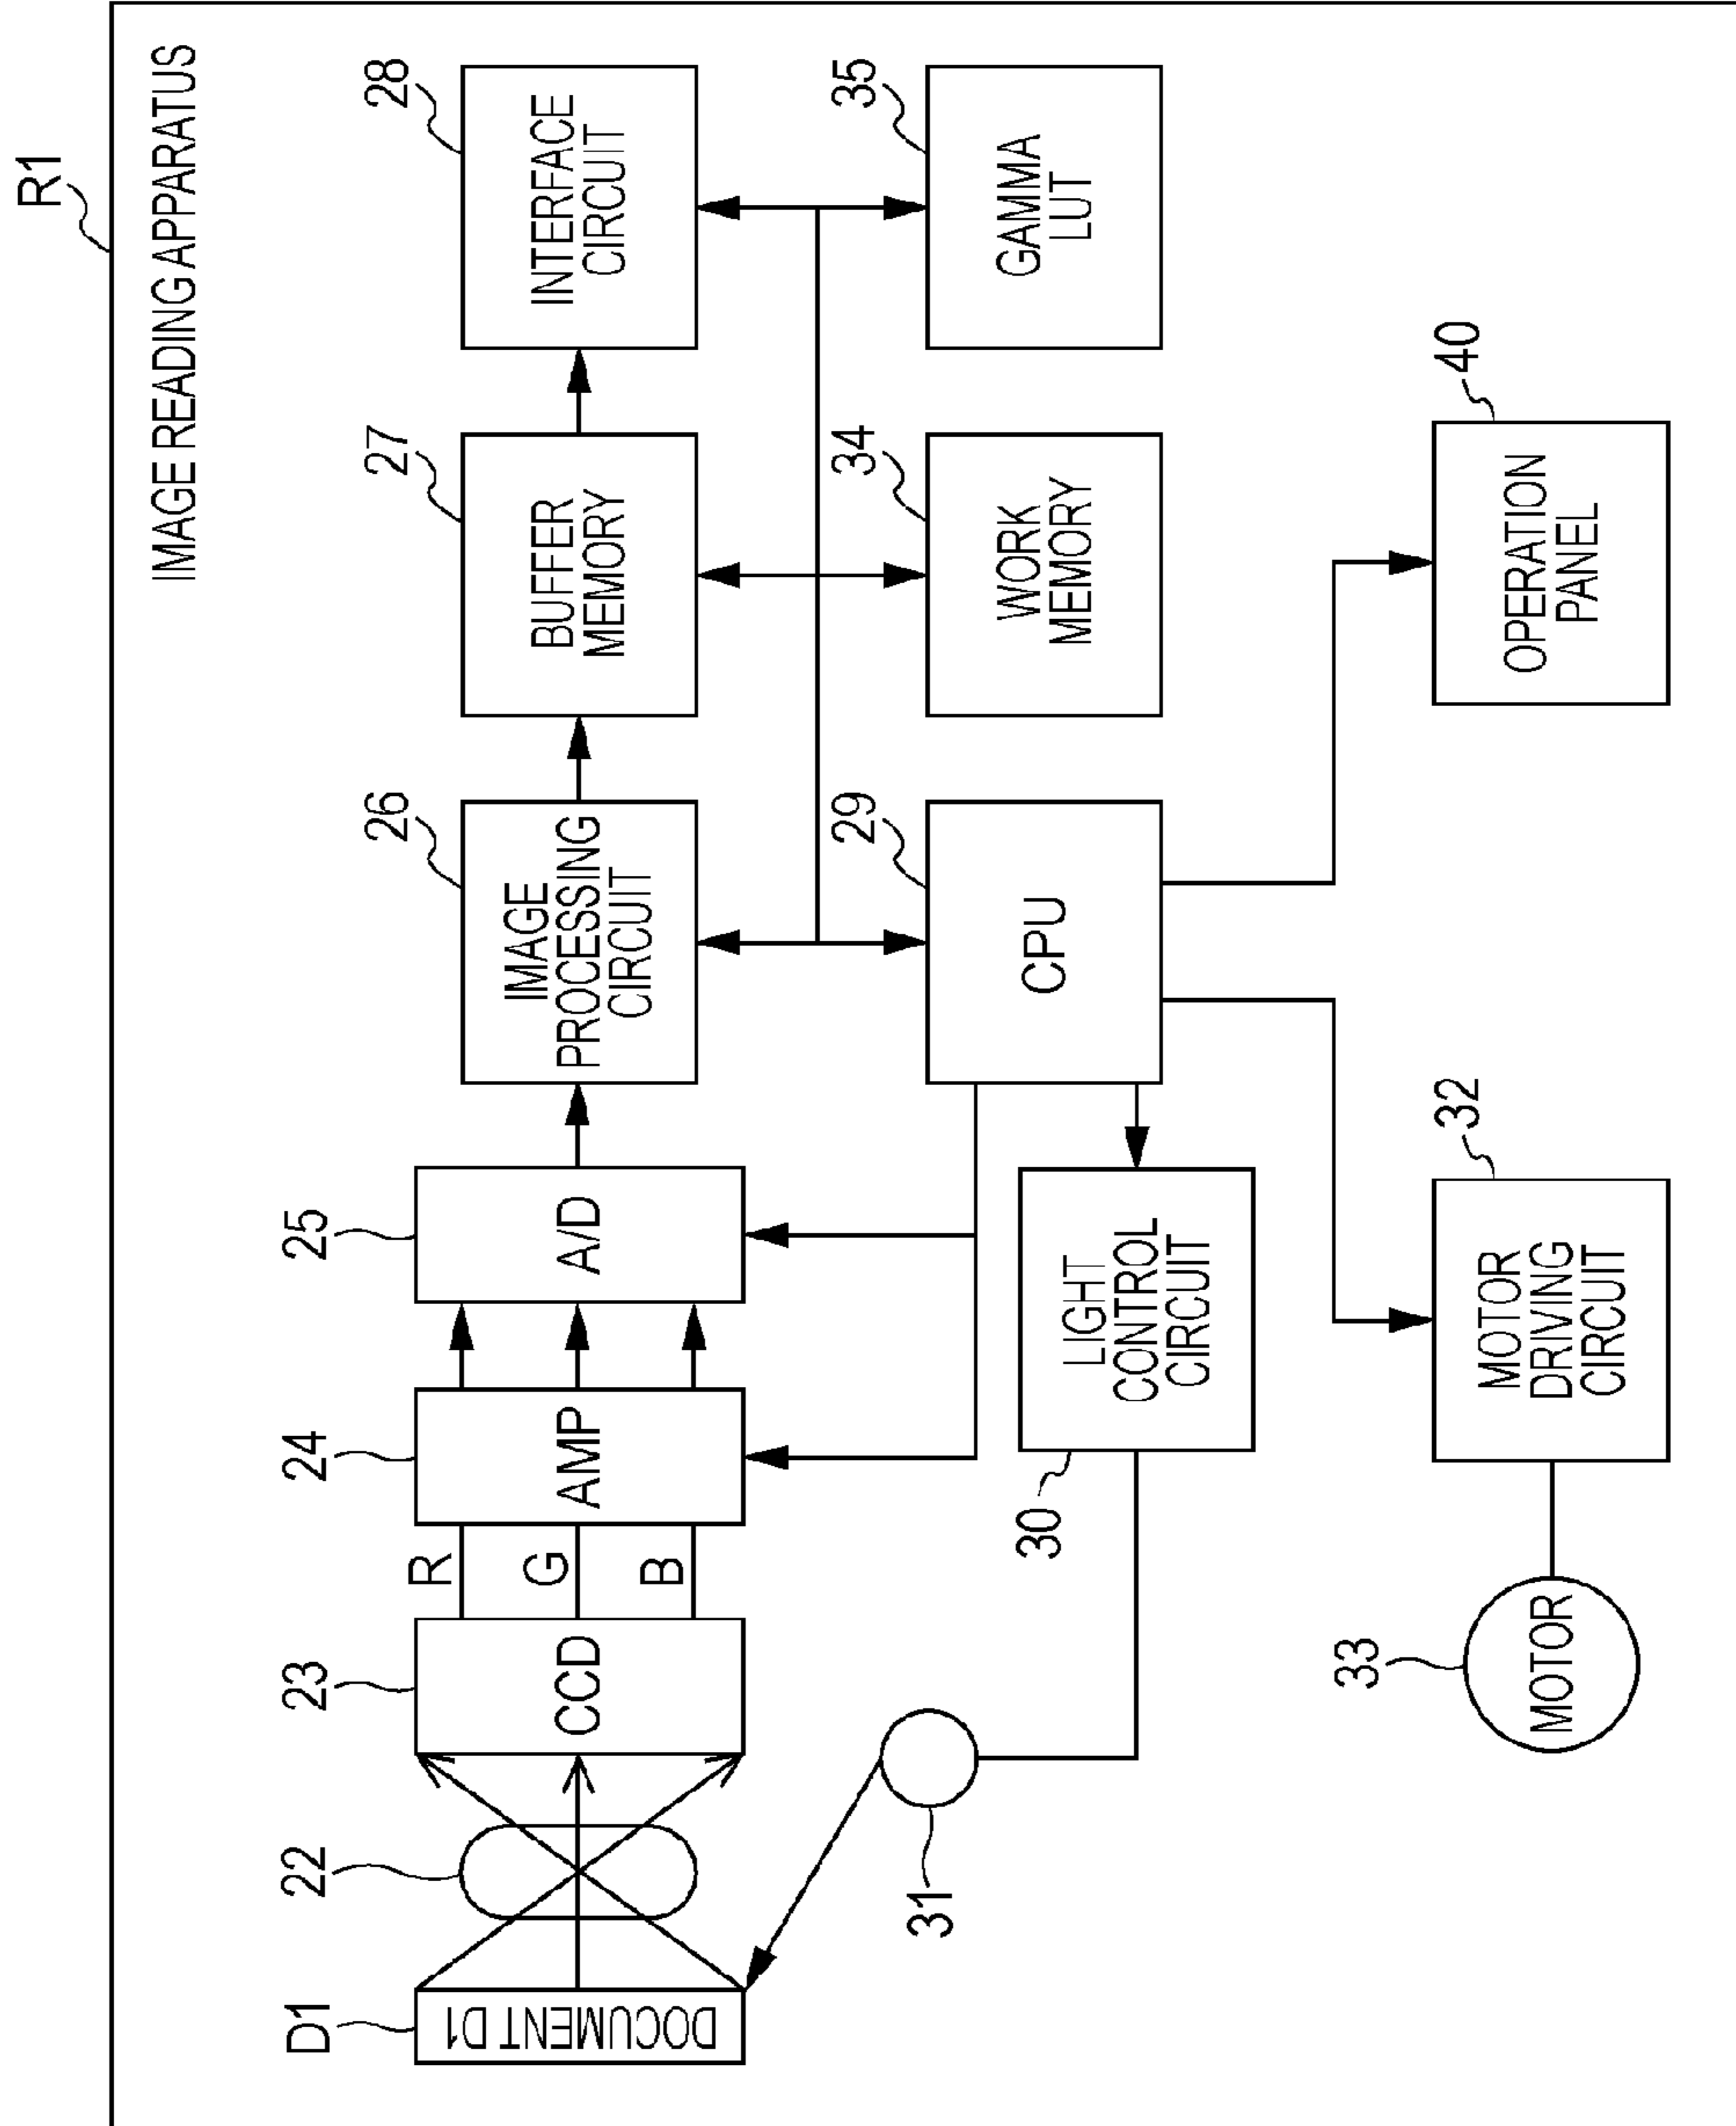 R1
IMAGE READING APPARATUS
D1
22
23
24
25
26
27
28
DOCUMENT D1
CCD
R
G
B
AMP
A/D
IMAGE
PROCESSING
CIRCUIT
BUFFER
MEMORY
INTERFACE
CIRCUIT
31
30
LIGHT
CONTROL
CIRCUIT
29
CPU
34
WORK
MEMORY
35
GAMMA
LUT
33
MOTOR
32
MOTOR
DRIVING
CIRCUIT
40
OPERATION
PANEL